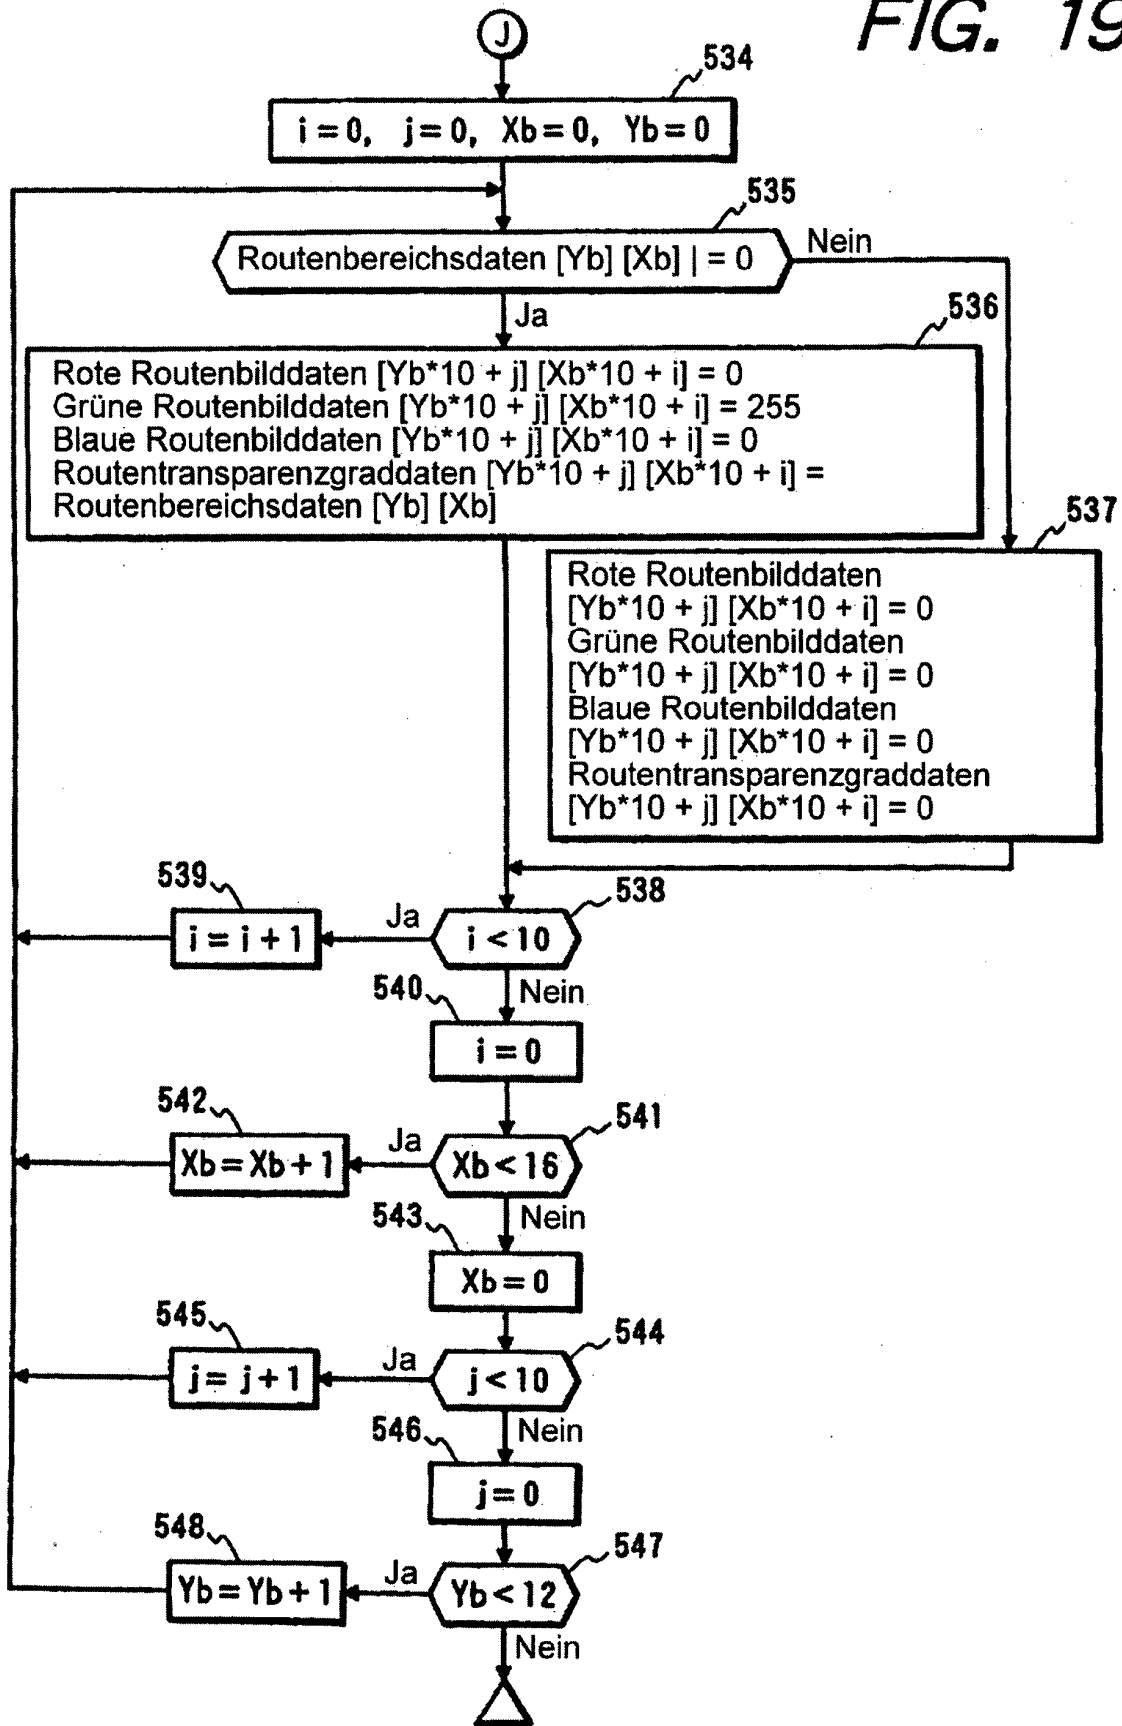 FIG. 19
J
534
i = 0, j = 0, Xb = 0, Yb = 0
535
Routenbereichsdaten [Yb] [Xb] | = 0
Nein
Ja
536
Rote Routenbilddaten [Yb*10 + j] [Xb*10 + i] = 0
Grüne Routenbilddaten [Yb*10 + j] [Xb*10 + i] = 255
Blaue Routenbilddaten [Yb*10 + j] [Xb*10 + i] = 0
Routentransparenzgraddaten [Yb*10 + j] [Xb*10 + i] =
Routenbereichsdaten [Yb] [Xb]
537
Rote Routenbilddaten
[Yb*10 + j] [Xb*10 + i] = 0
Grüne Routenbilddaten
[Yb*10 + j] [Xb*10 + i] = 0
Blaue Routenbilddaten
[Yb*10 + j] [Xb*10 + i] = 0
Routentransparenzgraddaten
[Yb*10 + j] [Xb*10 + i] = 0
538
i < 10
Ja
539
i = i + 1
Nein
540
i = 0
541
Xb < 16
Ja
542
Xb = Xb + 1
Nein
543
Xb = 0
544
j < 10
Ja
545
j = j + 1
Nein
546
j = 0
547
Yb < 12
Ja
548
Yb = Yb + 1
Nein